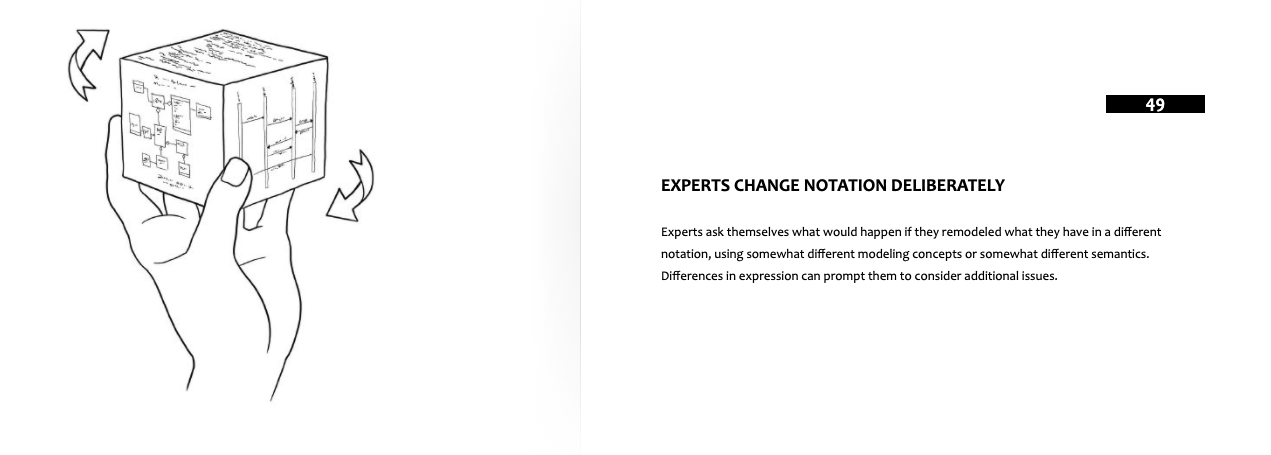 49
EXPERTS CHANGE NOTATION DELIBERATELY
Experts ask themselves what would happen if they remodeled what they have in a different
notation, using somewhat different modeling concepts or somewhat different semantics.
Differences in expression can prompt them to consider additional issues.